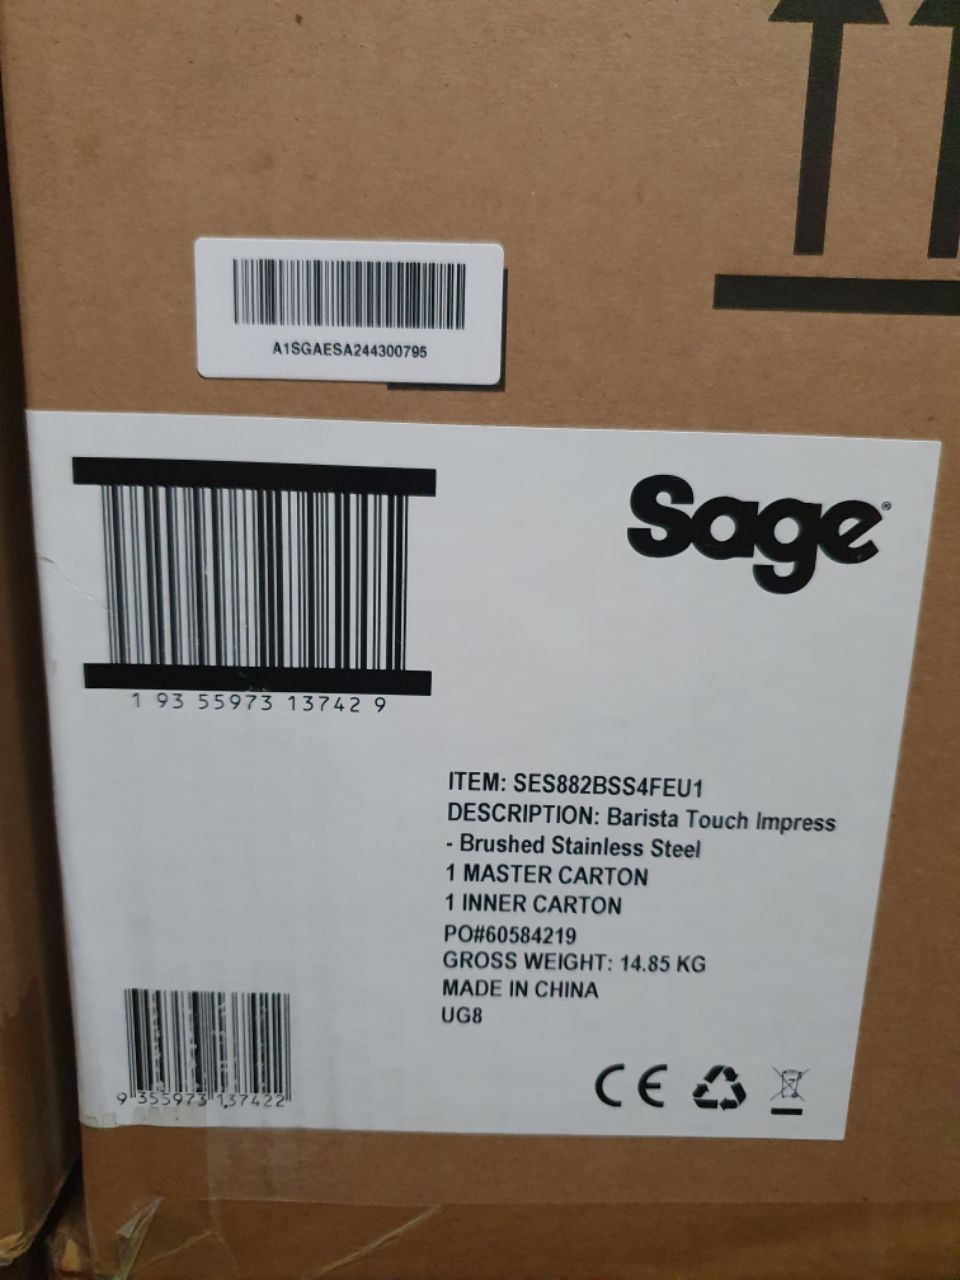 A1SGAESA244300795
Sage®
1 93 55973 13742 9
ITEM: SES882BSS4FEU1
DESCRIPTION: Barista Touch Impress
- Brushed Stainless Steel
1 MASTER CARTON
1 INNER CARTON
PO#60584219
GROSS WEIGHT: 14.85 KG
MADE IN CHINA
UG8
9 355973 137422
CE